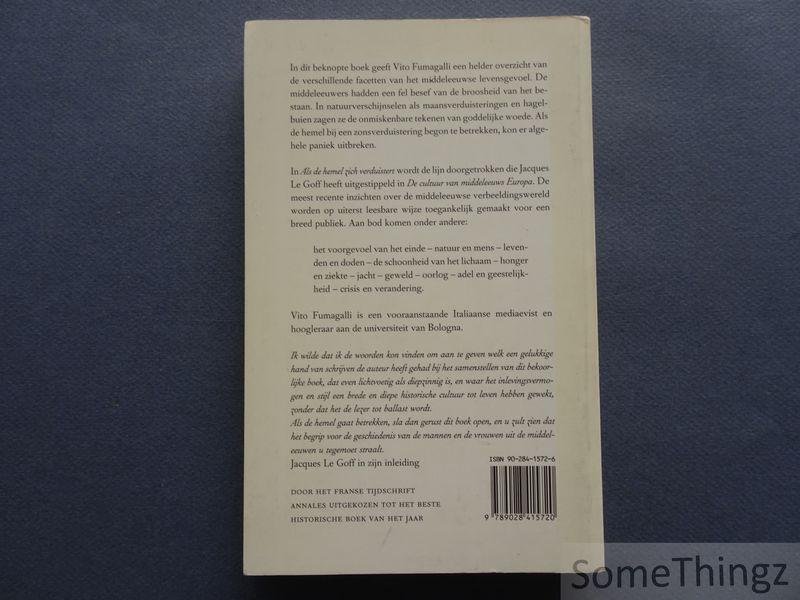 In dit beknopte boek geeft Vito Fumagalli een helder overzicht van
de verschillende facetten van het middeleeuwse levensgevoel. De
middeleeuwers hadden een fel besef van de broosheid van het be-
staan. In natuurverschijnselen als maansverduisteringen en hagel-
buien zagen ze de onmiskenbare tekenen van goddelijke woede. Als
de hemel bij een zonsverduistering begon te betrekken, kon er alge-
hele paniek uitbreken.
In Als de hemel zich verduistert wordt de lijn doorgetrokken die Jacques
Le Goff heeft uitgestippeld in De cultuur van middeleeuws Europa. De
meest recente inzichten over de middeleeuwse verbeeldingswereld
worden op uiterst leesbare wijze toegankelijk gemaakt voor een
breed publiek. Aan bod komen onder andere:
het voorgevoel van het einde – natuur en mens – leven-
den en doden – de schoonheid van het lichaam – honger
en ziekte – jacht – geweld – oorlog – adel en geestelijk-
heid – crisis en verandering.
Vito Fumagalli is een vooraanstaande Italiaanse mediaevist en
hoogleraar aan de universiteit van Bologna.
Ik wilde dat ik de woorden kon vinden om aan te geven welk een gelukkige
hand van schrijven de auteur heeft gehad bij het samenstellen van dit bekoor-
lijke boek, dat even lichtvoetig als diepzinnig is, en waar het inlevingsvermo-
gen en stijl een brede en diepe historische cultuur tot leven hebben gewekt,
zonder dat het de lezer tot ballast wordt.
Als de hemel gaat betrekken, sla dan gerust dit boek open, en u zult zien dat
het begrip voor de geschiedenis van de mannen en de vrouwen uit de middel-
eeuwen u tegemoet straalt.
Jacques Le Goff in zijn inleiding
ISBN 90-284-1572-6
DOOR HET FRANSE TIJDSCHRIFT
ANNALES UITGEKOZEN TOT HET BESTE
HISTORISCHE BOEK VAN HET JAAR
9 789028 415720
SomeThingz